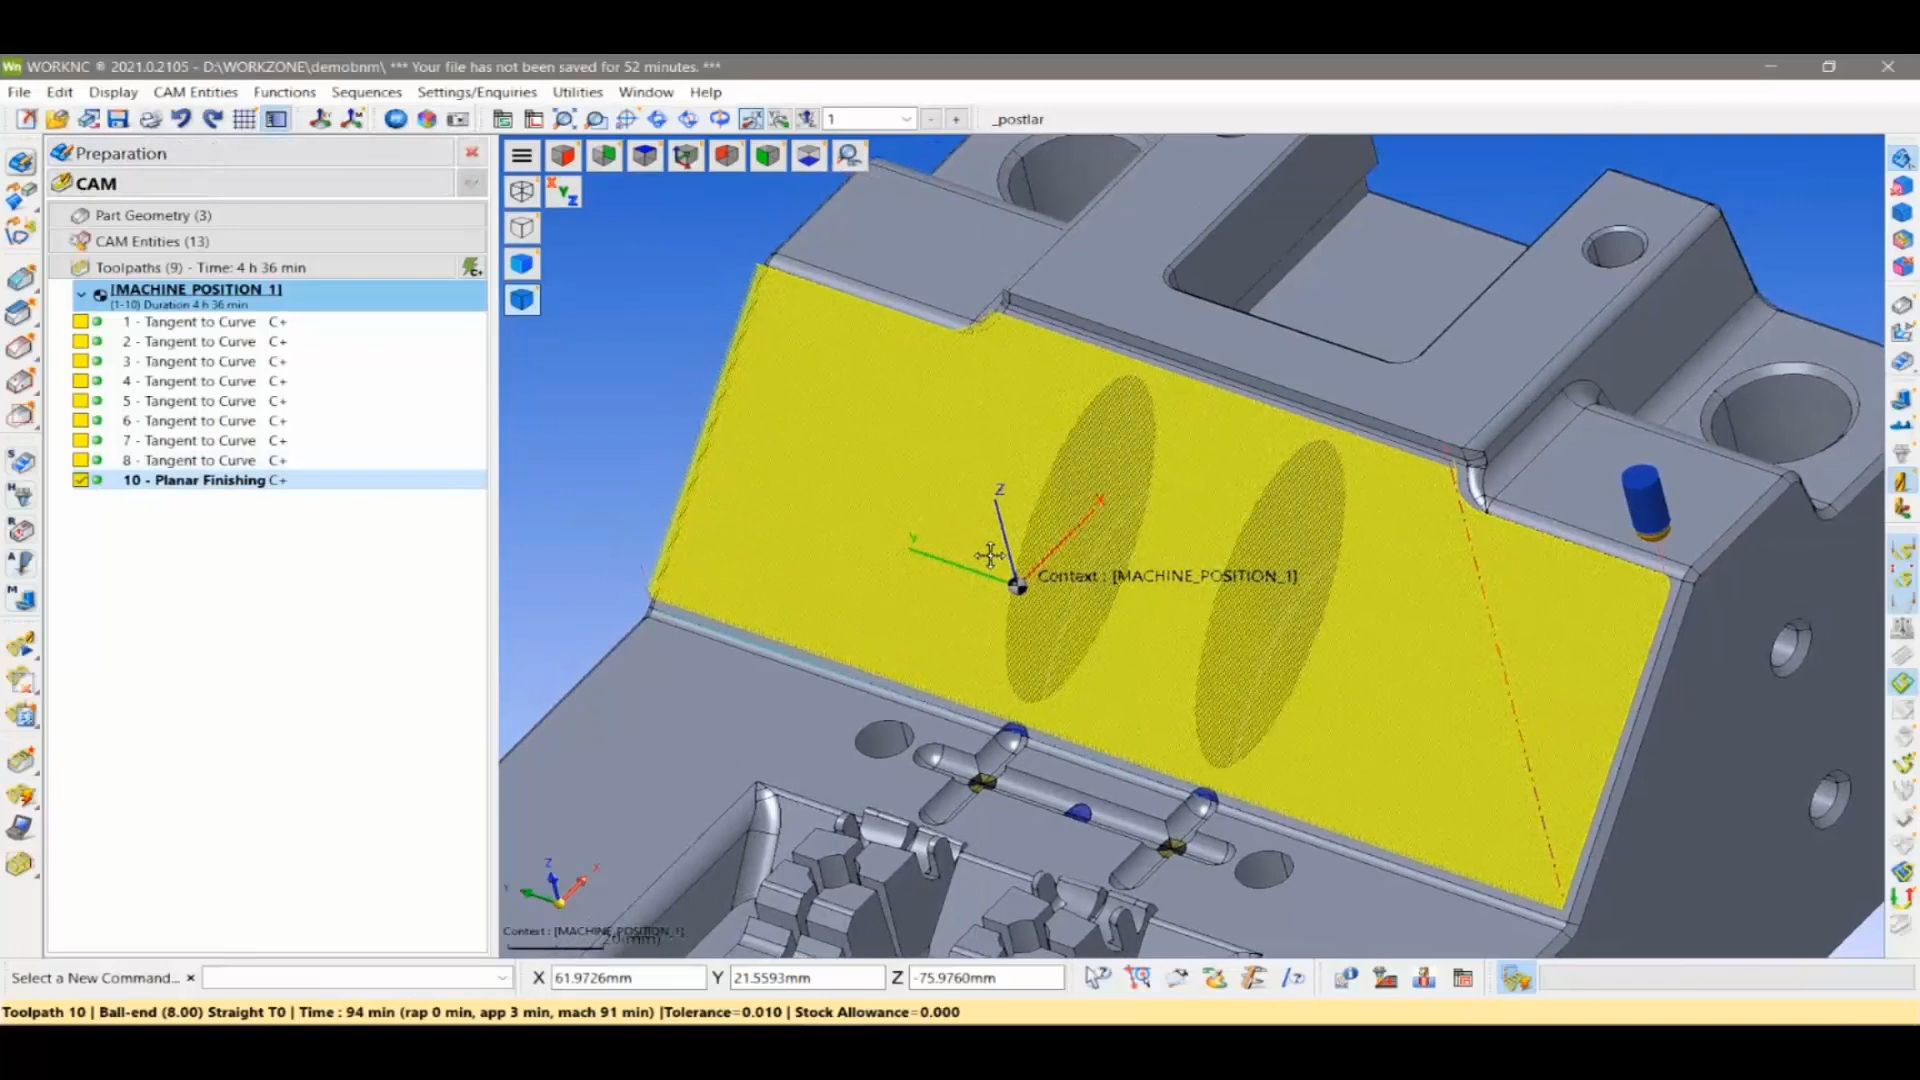 Wn WORKNC ® 2021.0.2105 - D:\WORKZONE\demobnm\ *** Your file has not been saved for 52 minutes. ***
File Edit Display CAM Entities Functions Sequences Settings/Enquiries Utilities Window Help
1 - + _postlar
Preparation
CAM
Part Geometry (3)
CAM Entities (13)
Toolpaths (9) - Time: 4 h 36 min C+
[MACHINE POSITION 1]
[1-10] Duration 4 h 36 min
1 - Tangent to Curve C+
2 - Tangent to Curve C+
3 - Tangent to Curve C+
4 - Tangent to Curve C+
5 - Tangent to Curve C+
6 - Tangent to Curve C+
7 - Tangent to Curve C+
8 - Tangent to Curve C+
10 - Planar Finishing C+
X Y Z
Z
X
Y
Context : [MACHINE_POSITION_1]
S
H
R
A
M
Z
Context : [MACHINE_POSITION_1]
20(mm)
Select a New Command... × X 61.9726mm Y 21.5593mm Z -75.9760mm
Toolpath 10 | Ball-end (8.00) Straight T0 | Time : 94 min (rap 0 min, app 3 min, mach 91 min) |Tolerance=0.010 | Stock Allowance=0.000